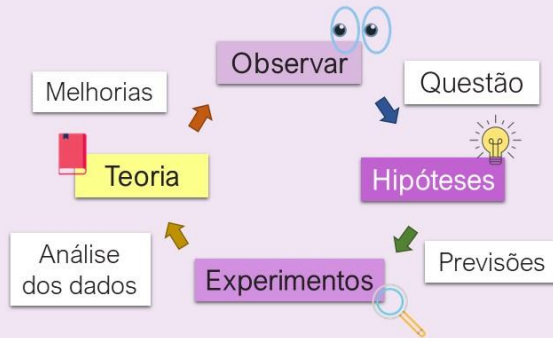 Observar
Questão
Hipóteses
Previsões
Experimentos
Análise
dos dados
Teoria
Melhorias